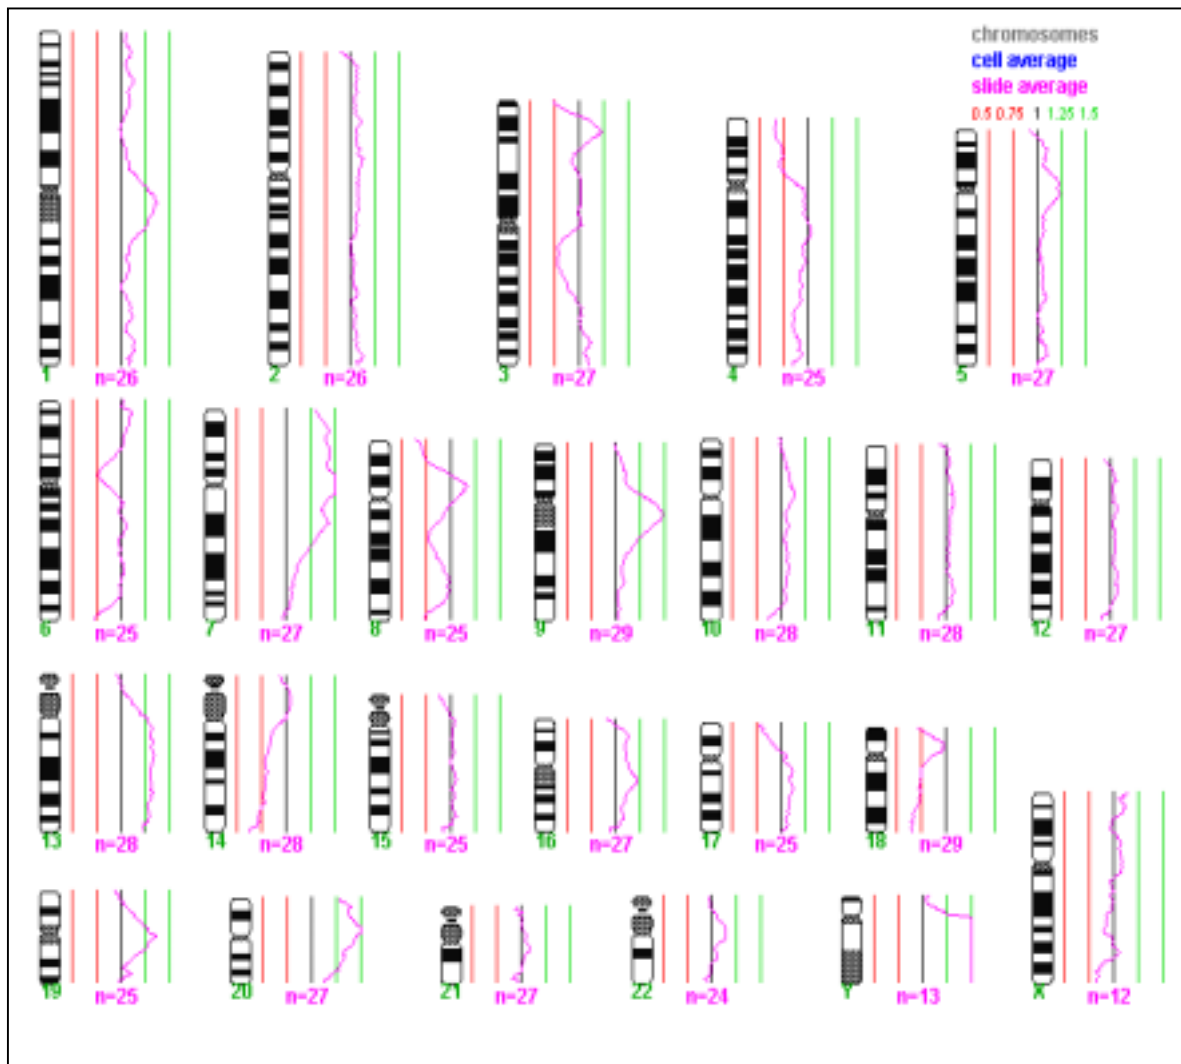 chromosomes
cell average
slide average
0.5 0.75 1 1.25 1.5
1 n=26
2 n=26
3 n=27
4 n=25
5 n=27
6 n=25
7 n=27
8 n=25
9 n=29
10 n=28
11 n=28
12 n=27
13 n=28
14 n=28
15 n=25
16 n=27
17 n=25
18 n=29
19 n=25
20 n=27
21 n=27
22 n=24
Y n=13
X n=12